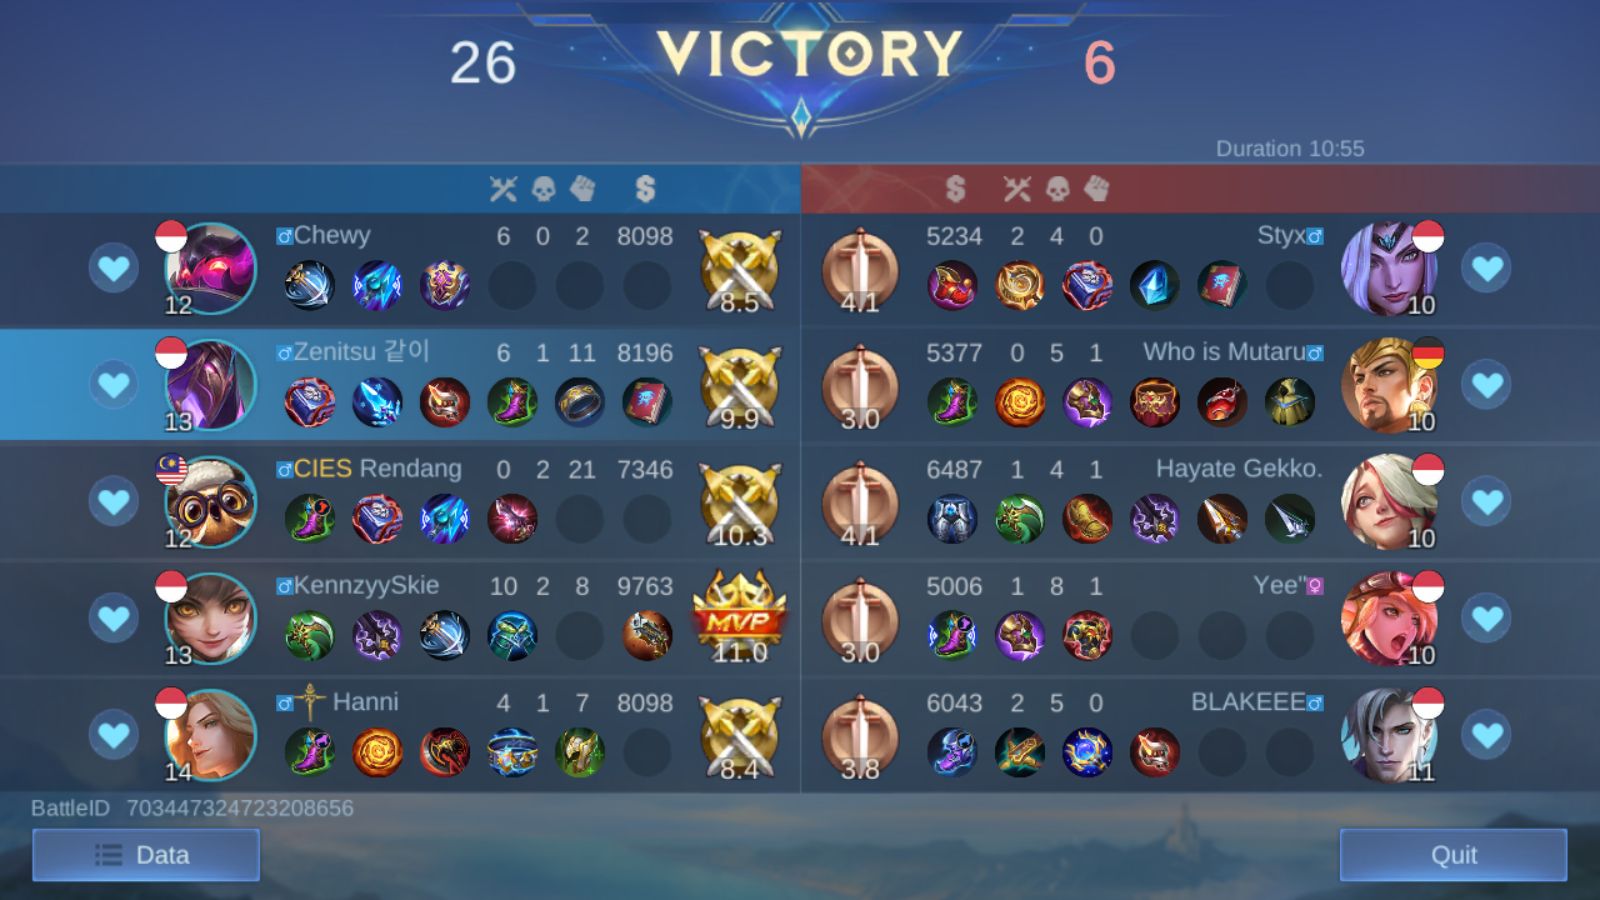 26 VICTORY 6
Duration 10:55
Chewy 6 0 2 8098
12 8.5
5234 2 4 0 Styx
4.1 10
Zenitsu 같이 6 1 11 8196
13 9.9
5377 0 5 1 Who is Mutaru
3.0 10
CIES Rendang 0 2 21 7346
12 10.3
6487 1 4 1 Hayate Gekko.
4.1 10
KennzyySkie 10 2 8 9763
MVP
13 11.0
5006 1 8 1 Yee"
3.0 10
Hanni 4 1 7 8098
14 8.4
6043 2 5 0 BLAKEEE
3.8 11
BattleID 703447324723208656
Data
Quit